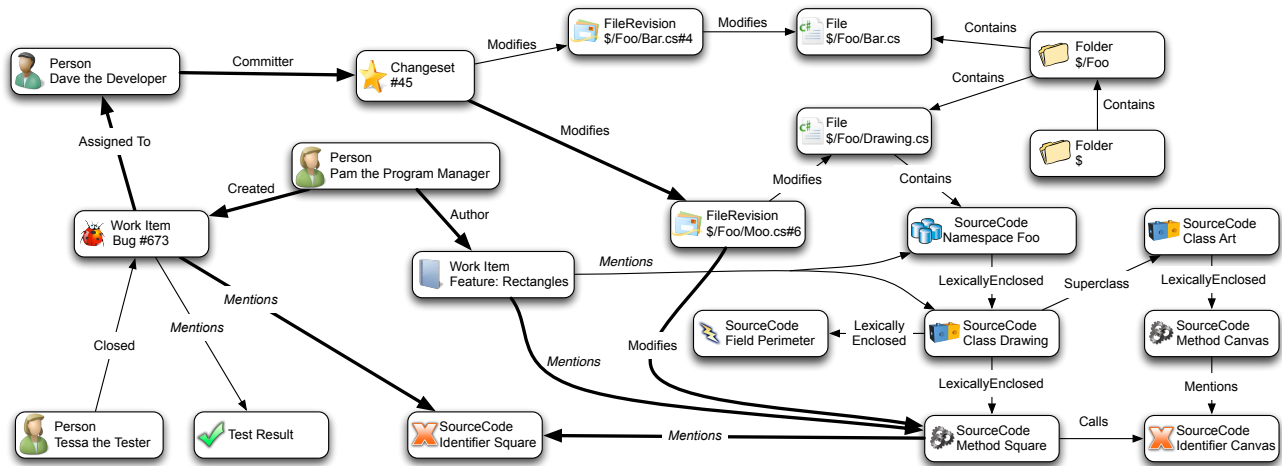 FileRevision
$/Foo/Bar.cs#4
Modifies
File
$/Foo/Bar.cs
Contains
Folder
$/Foo
Person
Dave the Developer
Committer
Changeset
#45
Modifies
Contains
Contains
File
$/Foo/Drawing.cs
Folder
$
Assigned To
Modifies
Person
Pam the Program Manager
Created
Modifies
Contains
Author
Work Item
Bug #673
FileRevision
$/Foo/Moo.cs#6
SourceCode
Namespace Foo
SourceCode
Class Art
Work Item
Feature: Rectangles
Mentions
LexicallyEnclosed
Superclass
LexicallyEnclosed
Mentions
Mentions
Closed
Mentions
Modifies
SourceCode
Field Perimeter
Lexically
Enclosed
SourceCode
Class Drawing
SourceCode
Method Canvas
LexicallyEnclosed
Mentions
Person
Tessa the Tester
Test Result
SourceCode
Identifier Square
Mentions
SourceCode
Method Square
Calls
SourceCode
Identifier Canvas